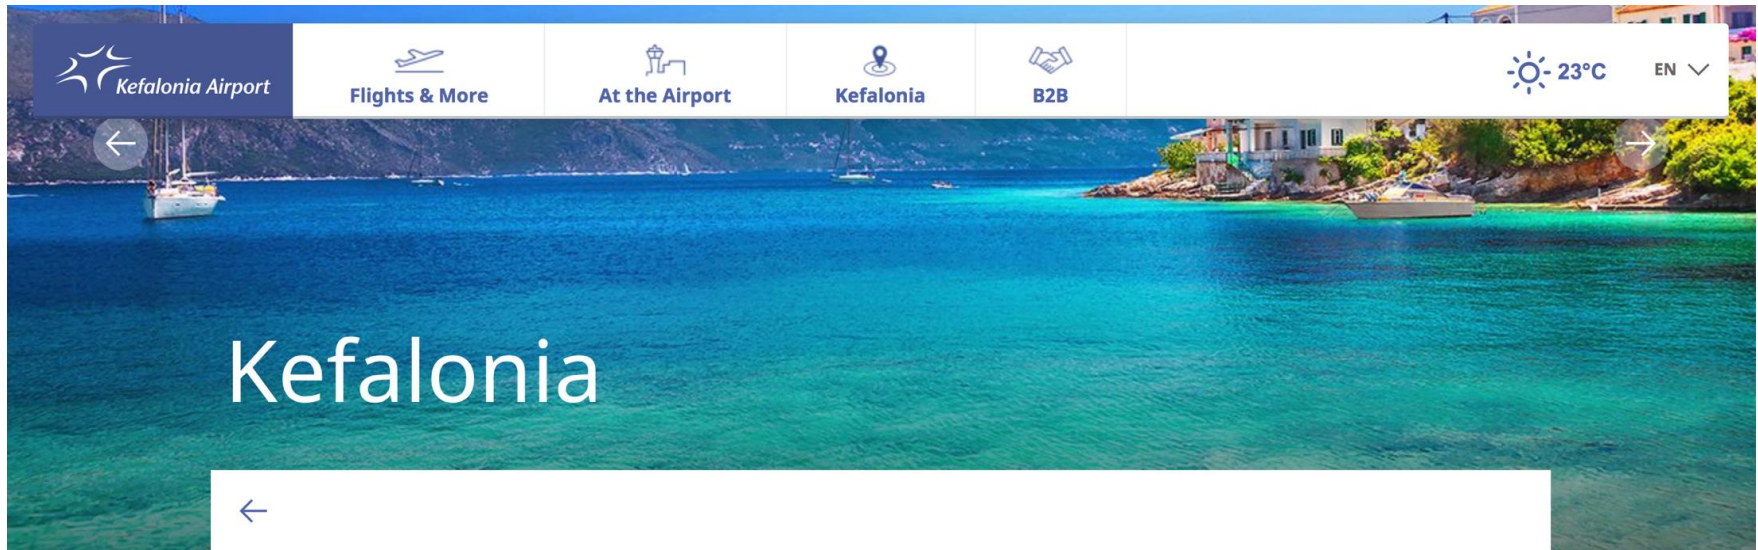 Kefalonia Airport
Flights & More
At the Airport
Kefalonia
B2B
23°C
EN
Kefalonia